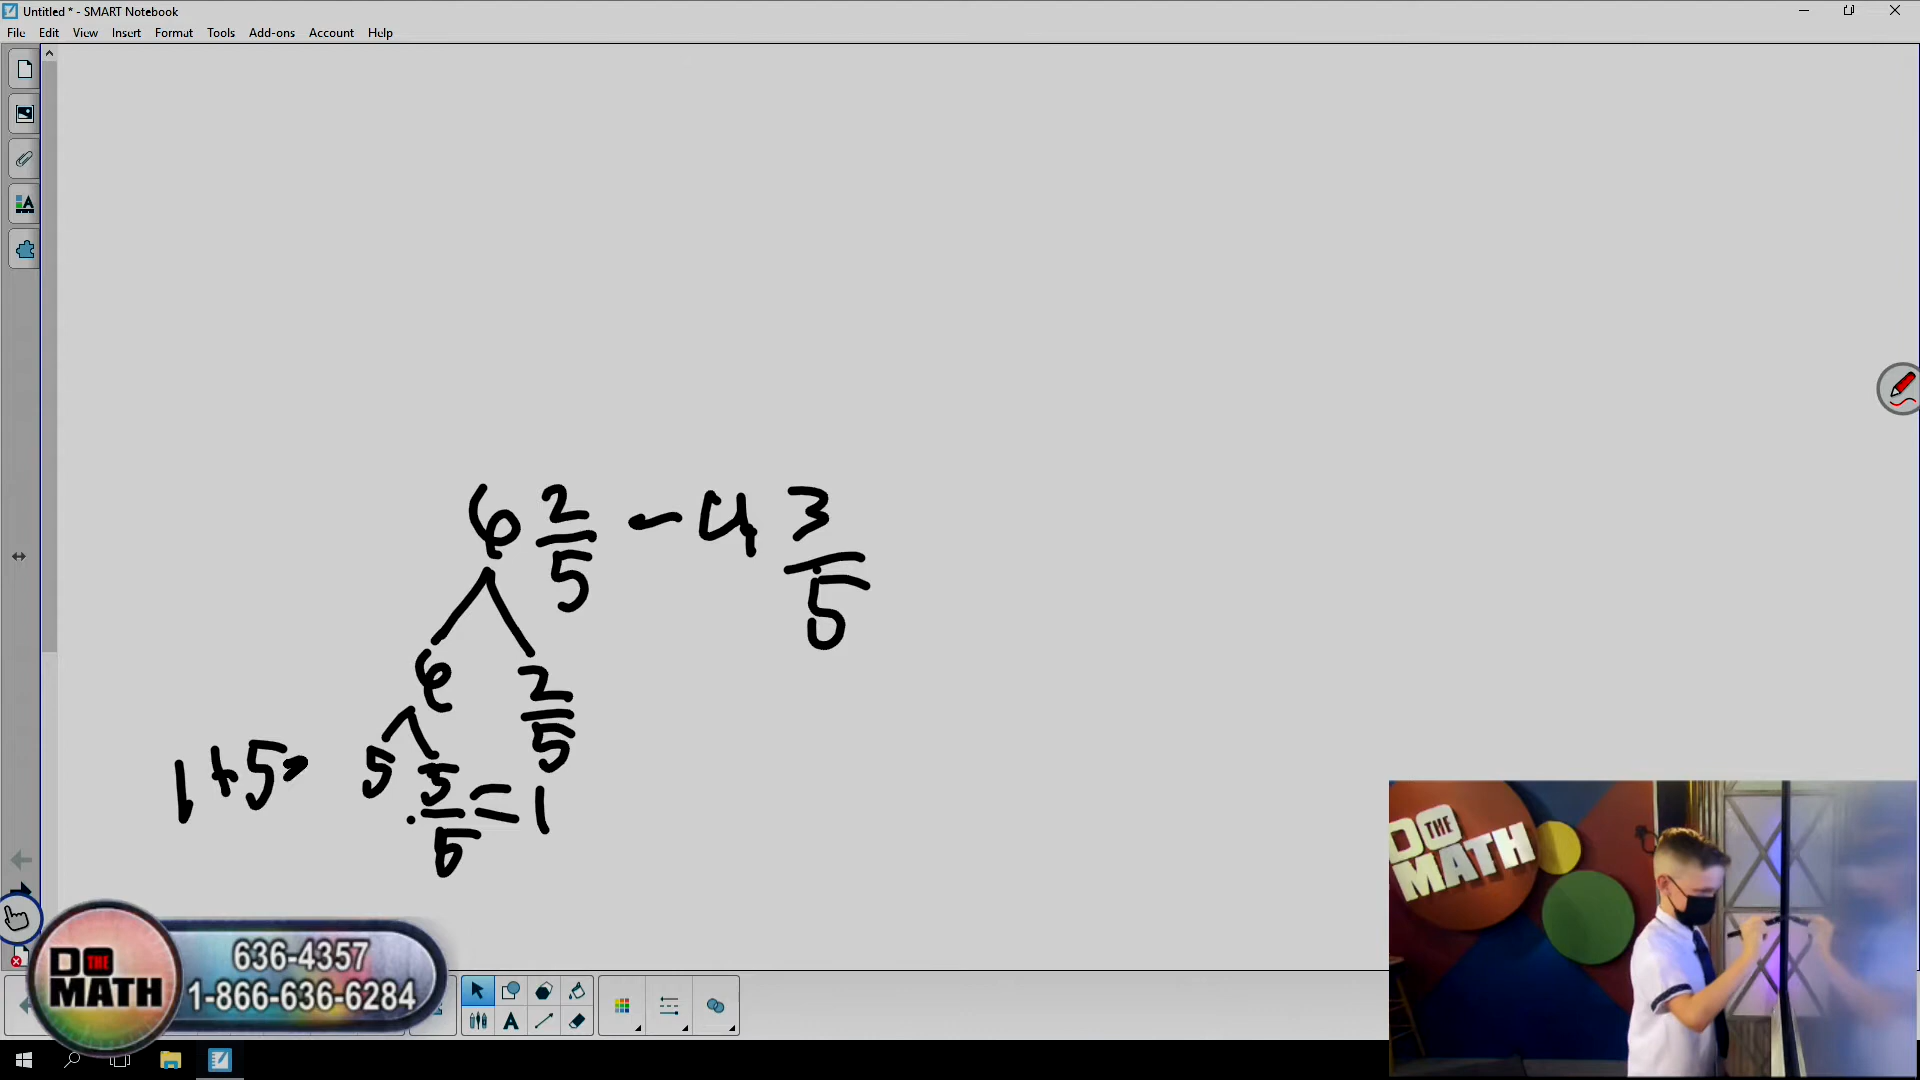 Untitled * - SMART Notebook
File Edit View Insert Format Tools Add-ons Account Help
6 2/5 - 4 3/5
6 2/5
5 5/5 = 1
1 + 5
DO THE MATH
636-4357
1-866-636-6284
DO THE MATH